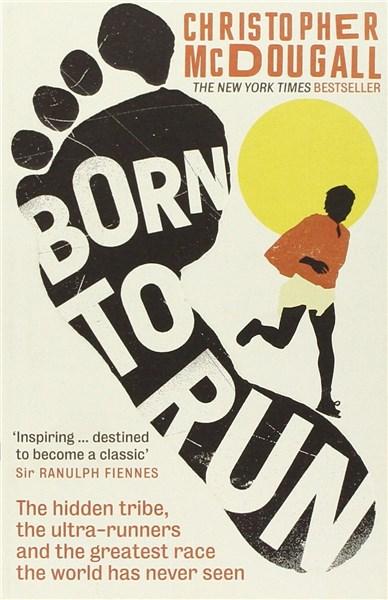 CHRISTOPHER
McDOUGALL
THE NEW YORK TIMES BESTSELLER
BORN
TO
RUN
‘Inspiring ... destined
to become a classic’
Sir RANULPH FIENNES
The hidden tribe,
the ultra-runners
and the greatest race
the world has never seen